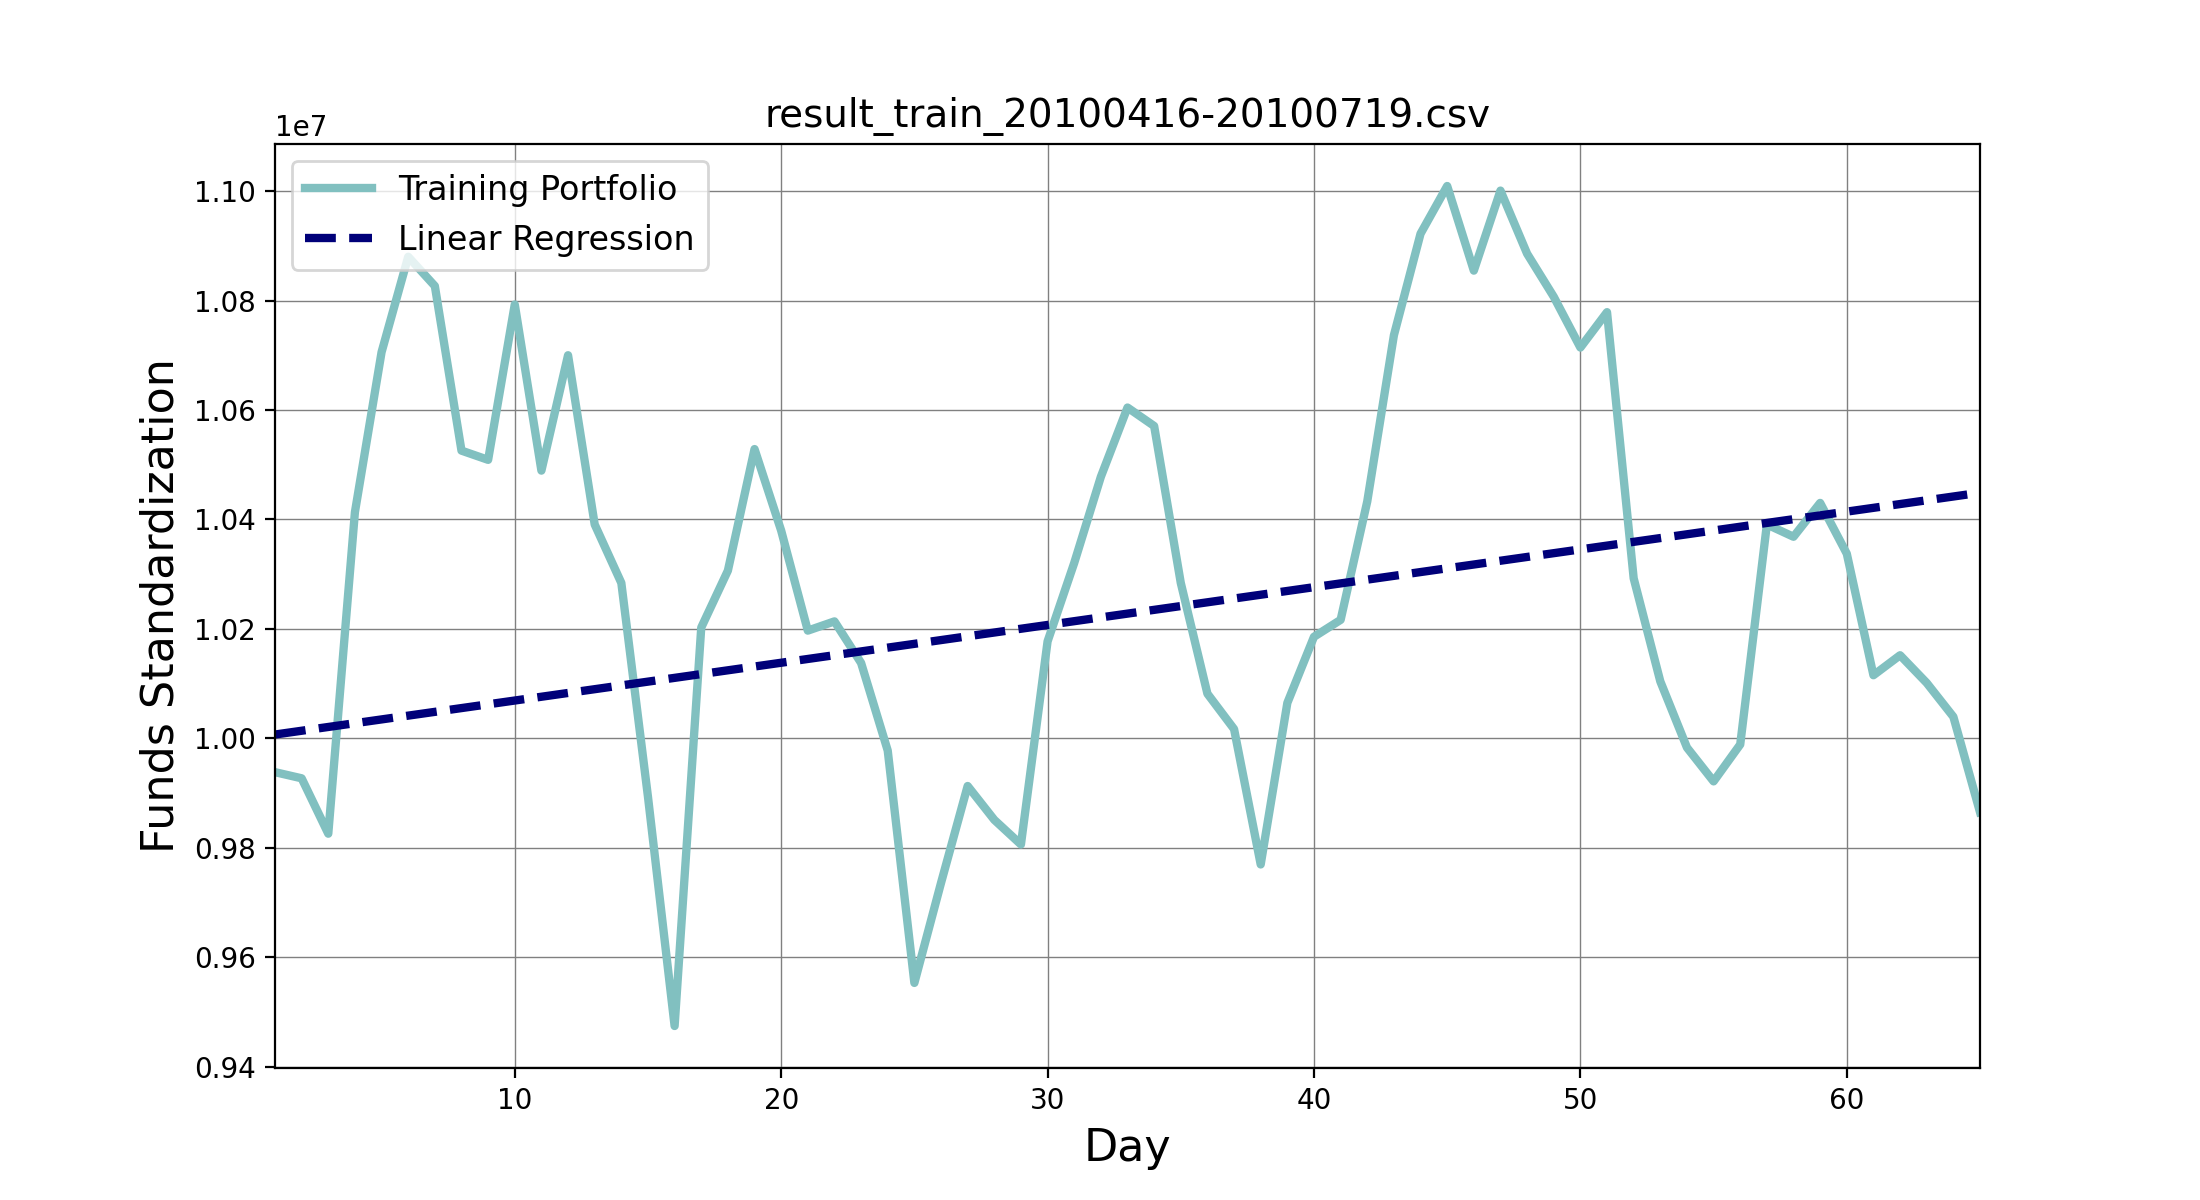 result_train_20100416-20100719.csv
1e7
Training Portfolio
Linear Regression
1.10
1.08
1.06
1.04
1.02
1.00
0.98
0.96
0.94
Funds Standardization
10 20 30 40 50 60
Day